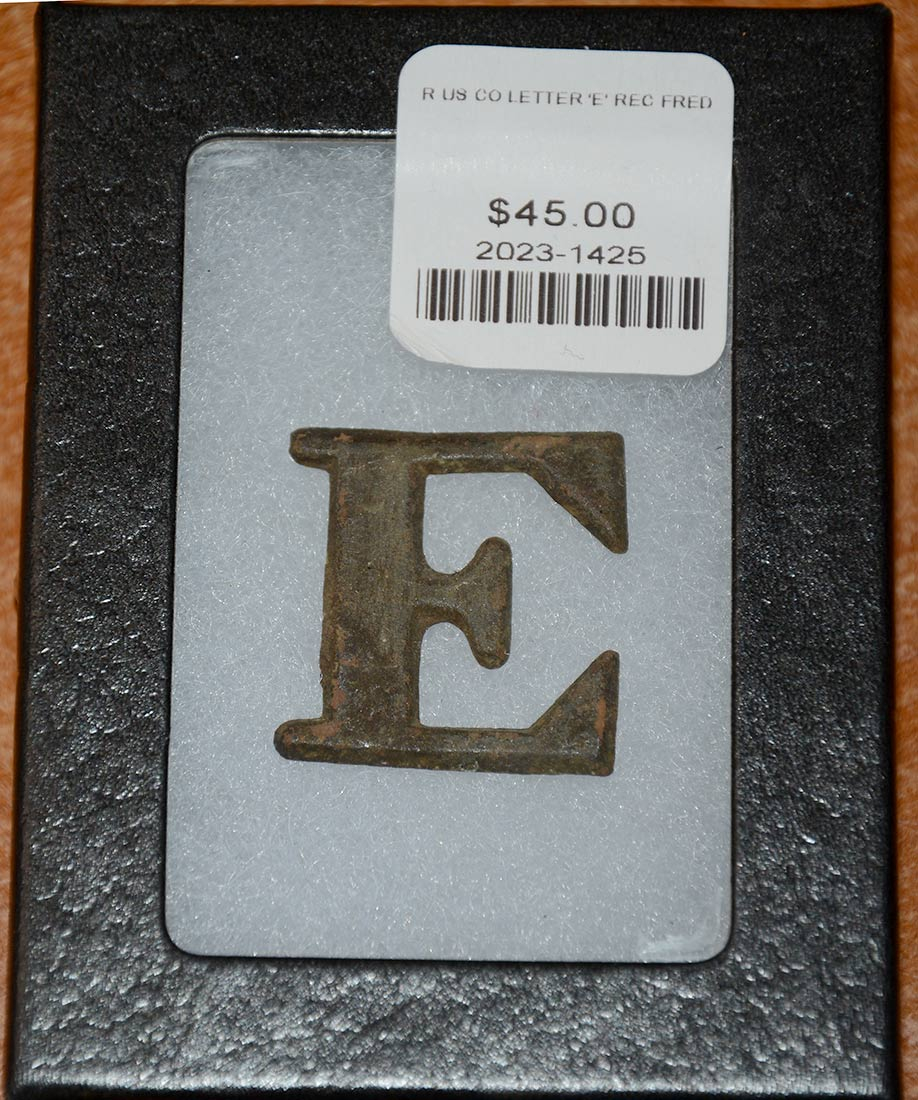 R US CO LETTER 'E' REC FRED
$45.00
2023-1425
E